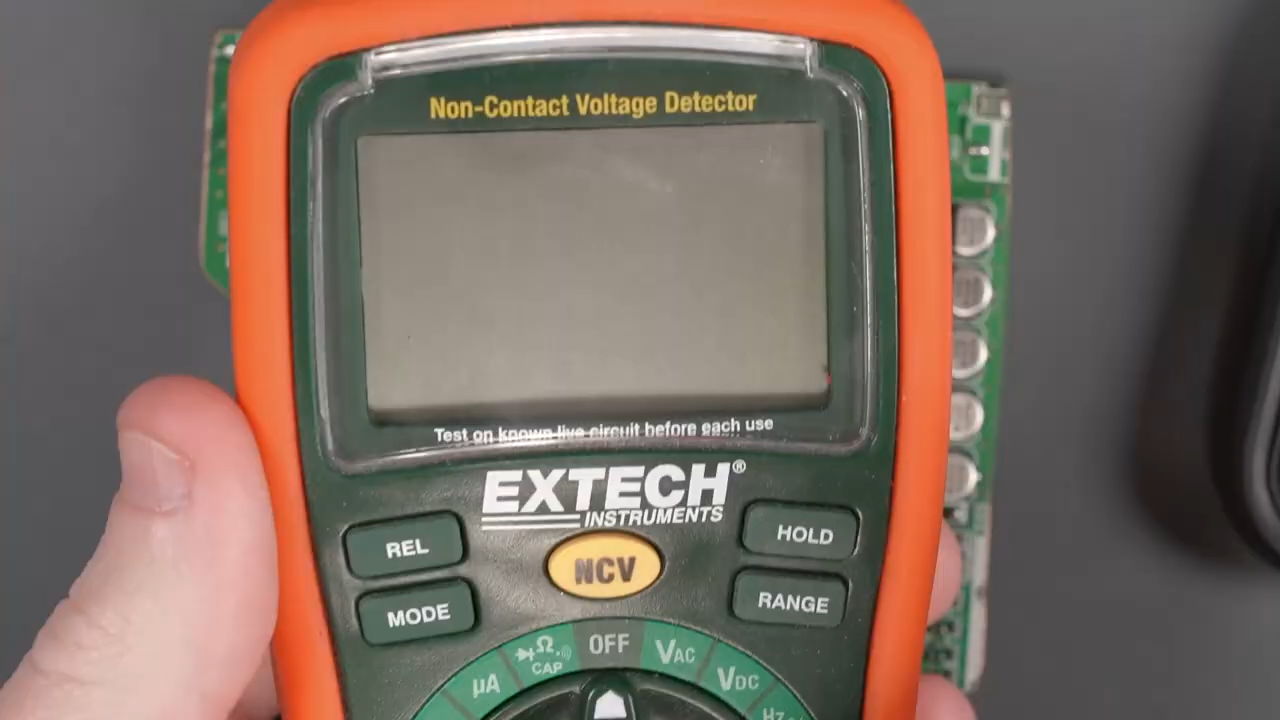 Non-Contact Voltage Detector
Test on known live circuit before each use
EXTECH®
INSTRUMENTS
REL
HOLD
NCV
MODE
RANGE
OFF
Ω
CAP
VAC
µA
VDC
Hz